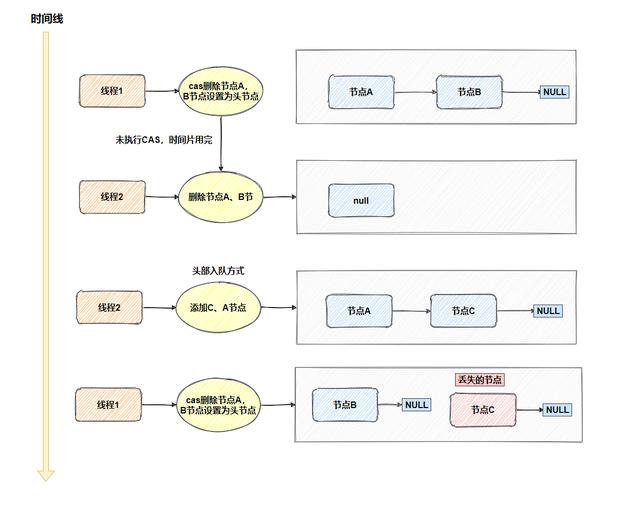 时间线
线程1
cas删除节点A,
B节点设置为头节点
节点A
节点B
NULL
未执行CAS，时间片用完
线程2
删除节点A、B节
null
头部入队方式
线程2
添加C、A节点
节点A
节点C
NULL
线程1
cas删除节点A,
B节点设置为头节点
节点B
NULL
丢失的节点
节点C
NULL